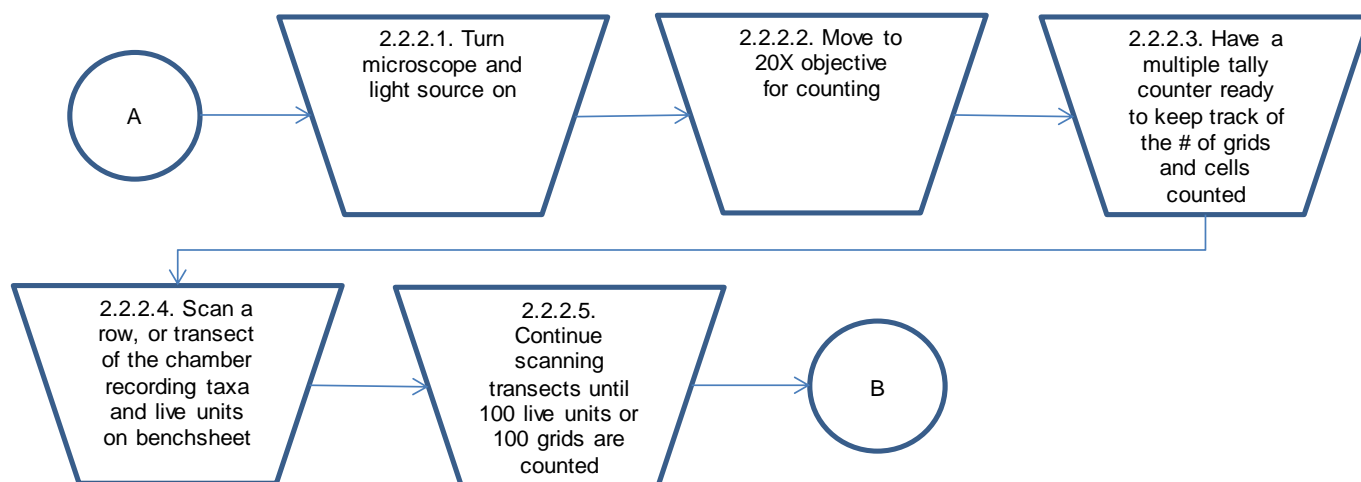 A
2.2.2.1. Turn
microscope and
light source on
2.2.2.2. Move to
20X objective
for counting
2.2.2.3. Have a
multiple tally
counter ready
to keep track of
the # of grids
and cells
counted
2.2.2.4. Scan a
row, or transect
of the chamber
recording taxa
and live units
on benchsheet
2.2.2.5.
Continue
scanning
transects until
100 live units or
100 grids are
counted
B